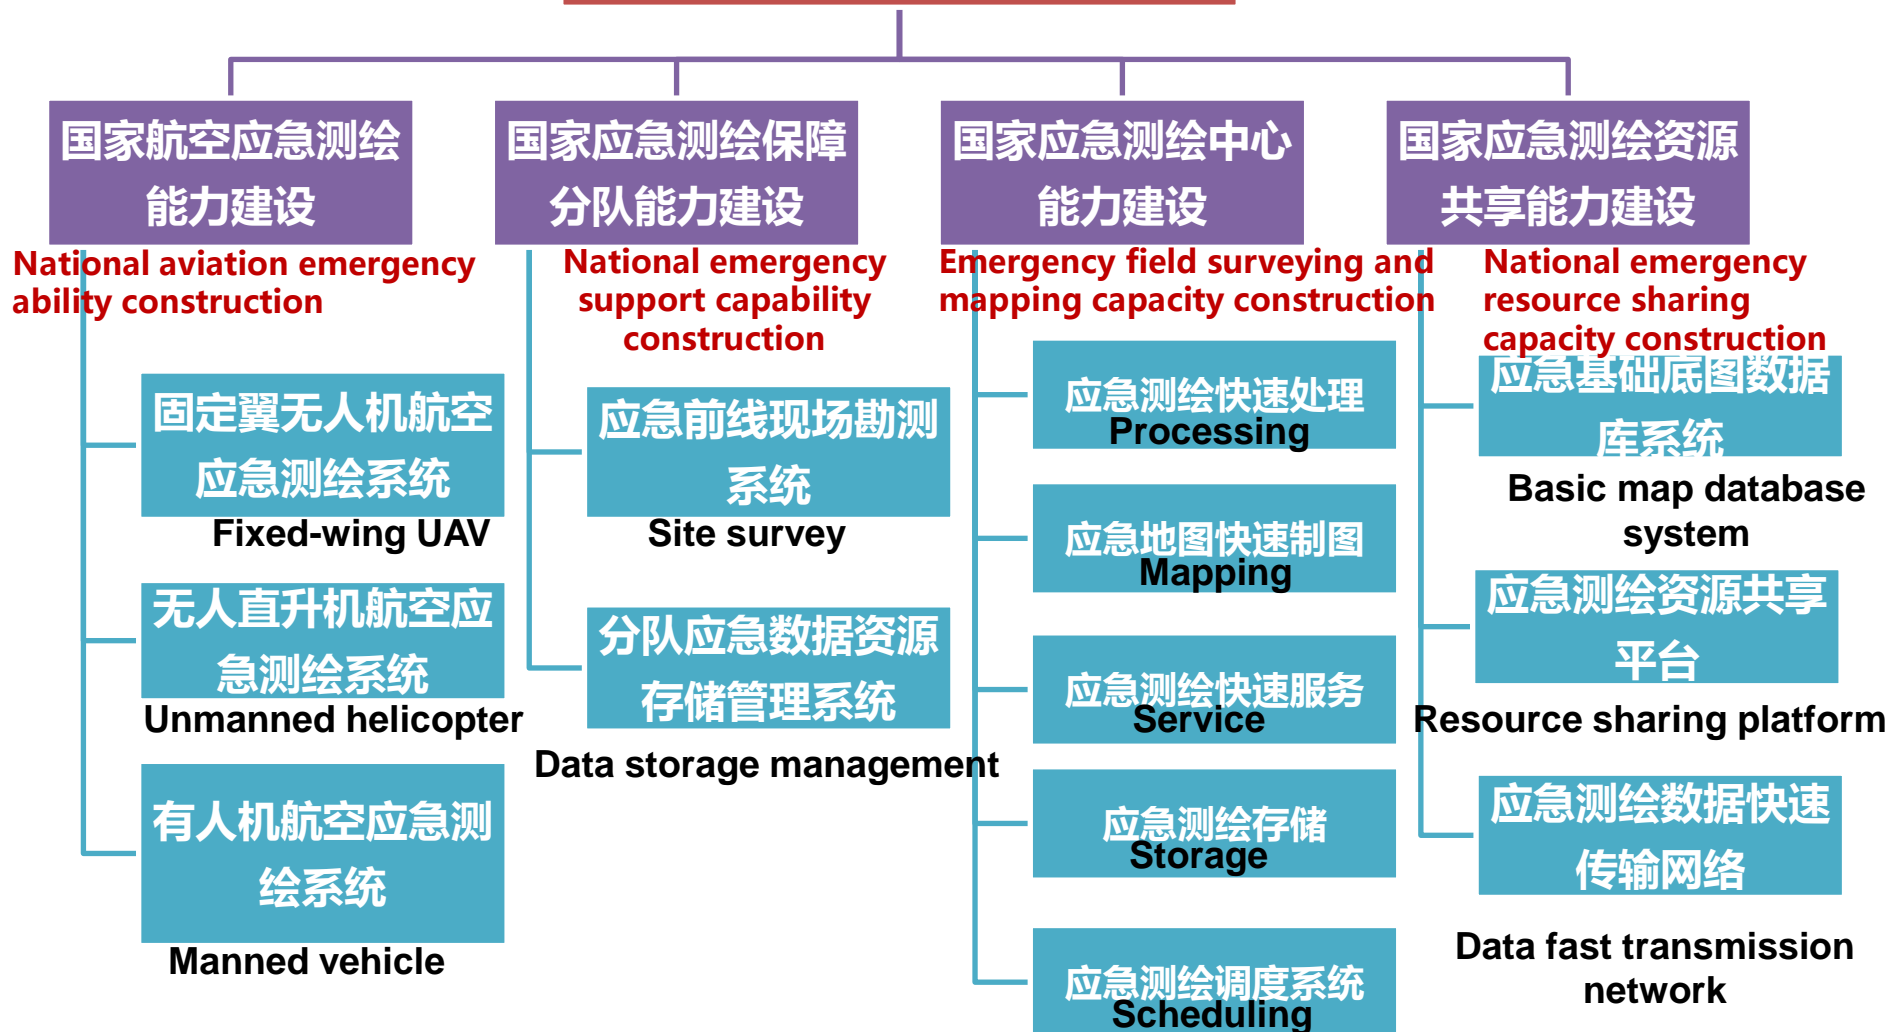 国家航空应急测绘
能力建设
National aviation emergency
ability construction
固定翼无人机航空
应急测绘系统
Fixed-wing UAV
无人直升机航空应
急测绘系统
Unmanned helicopter
有人机航空应急测
绘系统
Manned vehicle
国家应急测绘保障
分队能力建设
National emergency
support capability
construction
应急前线现场勘测
系统
Site survey
分队应急数据资源
存储管理系统
Data storage management
国家应急测绘中心
能力建设
Emergency field surveying and
mapping capacity construction
应急测绘快速处理
Processing
应急地图快速制图
Mapping
应急测绘快速服务
Service
应急测绘存储
Storage
应急测绘调度系统
Scheduling
国家应急测绘资源
共享能力建设
National emergency
resource sharing
capacity construction
应急基础底图数据
库系统
Basic map database
system
应急测绘资源共享
平台
Resource sharing platform
应急测绘数据快速
传输网络
Data fast transmission
network